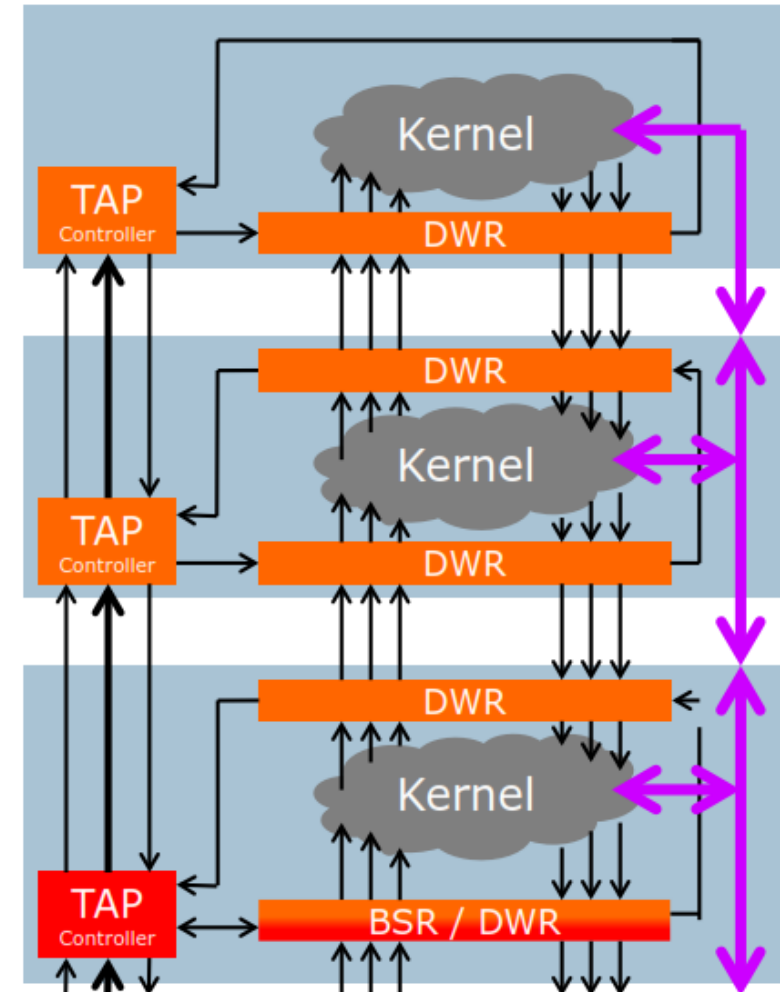 Kernel
TAP
Controller
DWR
DWR
Kernel
TAP
Controller
DWR
DWR
Kernel
TAP
Controller
BSR / DWR